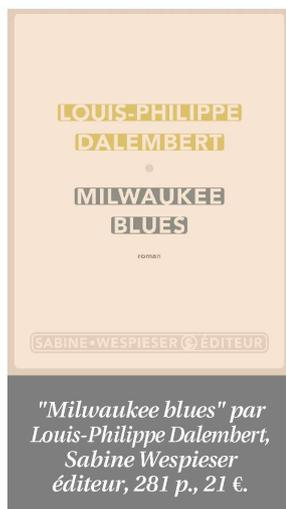 LOUIS-PHILIPPE
DALEMBERT
MILWAUKEE
BLUES
roman
SABINE•WESPIESER S ÉDITEUR
"Milwaukee blues" par
Louis-Philippe Dalembert,
Sabine Wespieser
éditeur, 281 p., 21 €.